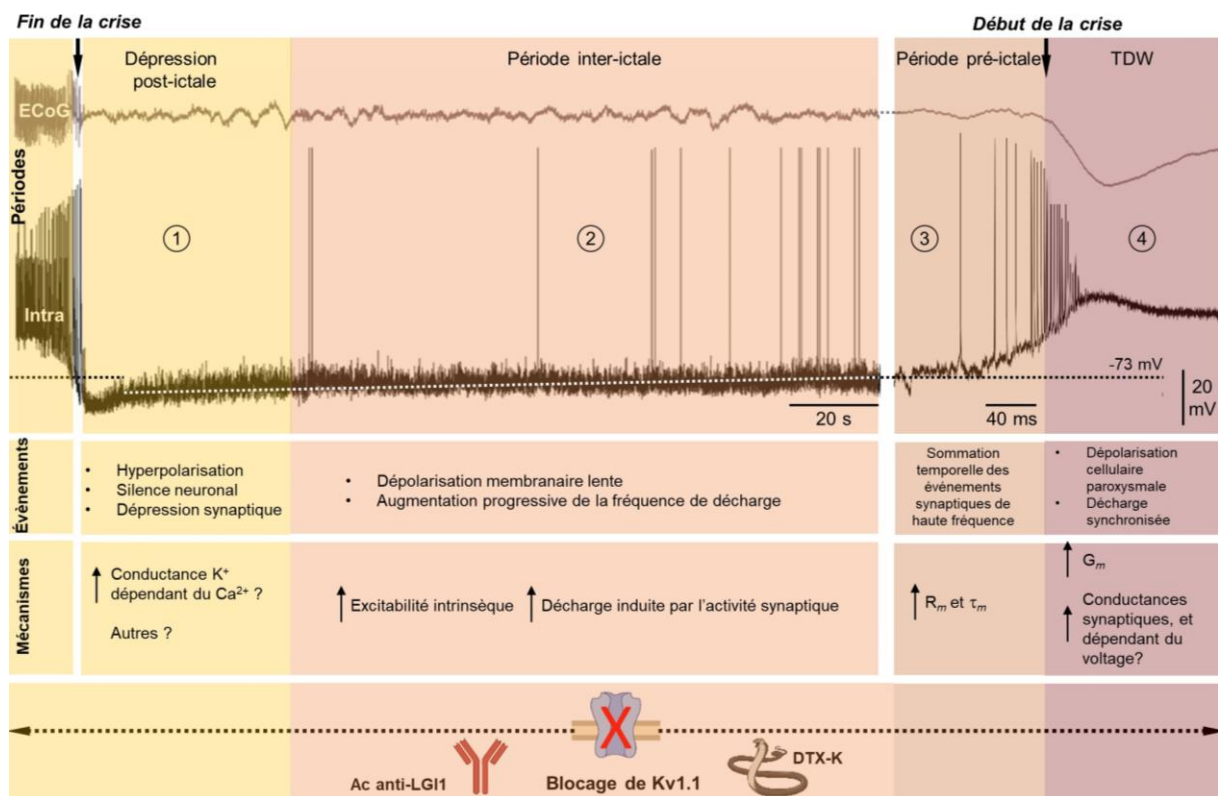 Fin de la crise
Début de la crise
Dépression
post-ictale
Période inter-ictale
Période pré-ictale
TDW
ECoG
Périodes
1
2
3
4
Intra
-73 mV
20 s
40 ms
20
mV
Évènements
• Hyperpolarisation
• Silence neuronal
• Dépression synaptique
• Dépolarisation membranaire lente
• Augmentation progressive de la fréquence de décharge
Sommation
temporelle des
événements
synaptiques de
haute fréquence
• Dépolarisation
cellulaire
paroxysmale
• Décharge
synchronisée
Mécanismes
Conductance K⁺
dépendant du Ca²⁺ ?
Autres ?
Excitabilité intrinsèque
Décharge induite par l'activité synaptique
Rm et τm
Gm
Conductances
synaptiques, et
dépendant du
voltage?
X
Ac anti-LGI1
Blocage de Kv1.1
DTX-K